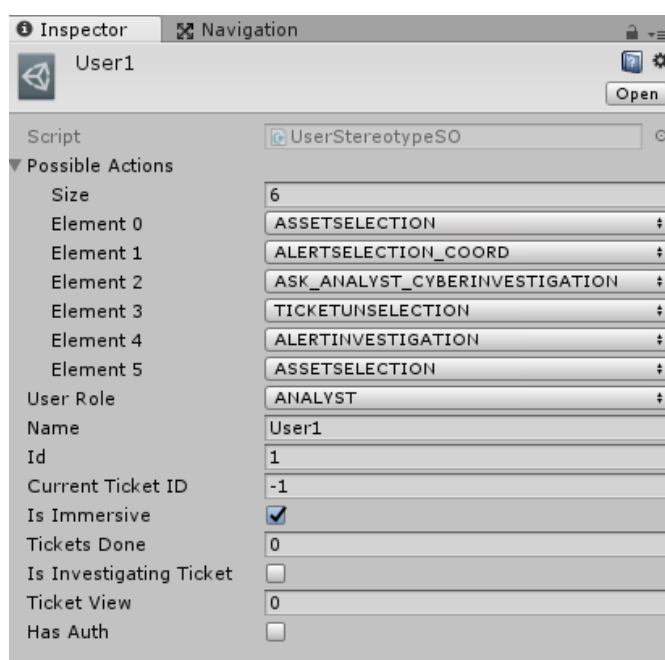 Inspector Navigation
User1
Open
Script UserStereotypeSO
Possible Actions
Size 6
Element 0 ASSETSELECTION
Element 1 ALERTSELECTION_COORD
Element 2 ASK_ANALYST_CYBERINVESTIGATION
Element 3 TICKETUNSELECTION
Element 4 ALERTINVESTIGATION
Element 5 ASSETSELECTION
User Role ANALYST
Name User1
Id 1
Current Ticket ID -1
Is Immersive
Tickets Done 0
Is Investigating Ticket
Ticket View 0
Has Auth